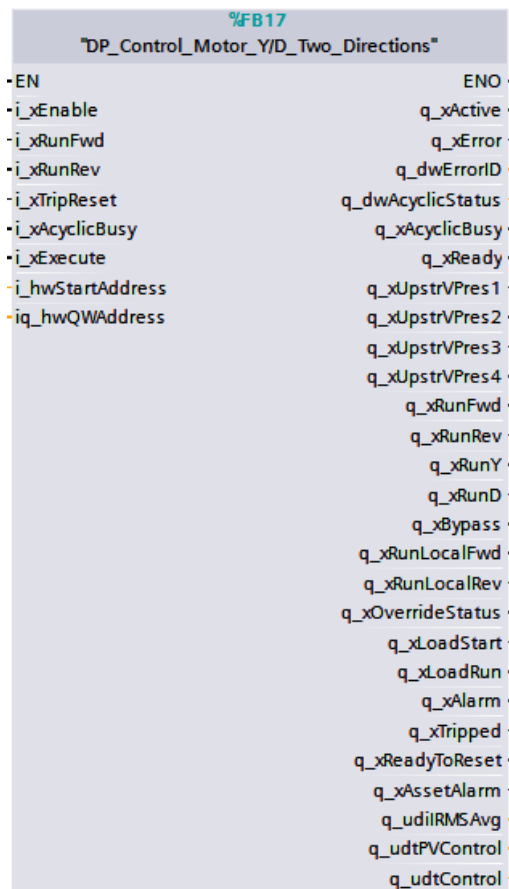 %FB17
"DP_Control_Motor_Y/D_Two_Directions"
EN ENO
i_xEnable q_xActive
i_xRunFwd q_xError
i_xRunRev q_dwErrorID
i_xTripReset q_dwAcyclicStatus
i_xAcyclicBusy q_xAcyclicBusy
i_xExecute q_xReady
i_hwStartAddress q_xUpstrVPres1
iq_hwQWAddress q_xUpstrVPres2
q_xUpstrVPres3
q_xUpstrVPres4
q_xRunFwd
q_xRunRev
q_xRunY
q_xRunD
q_xBypass
q_xRunLocalFwd
q_xRunLocalRev
q_xOverrideStatus
q_xLoadStart
q_xLoadRun
q_xAlarm
q_xTripped
q_xReadyToReset
q_xAssetAlarm
q_udiIRMSAvg
q_udtPVControl
q_udtControl